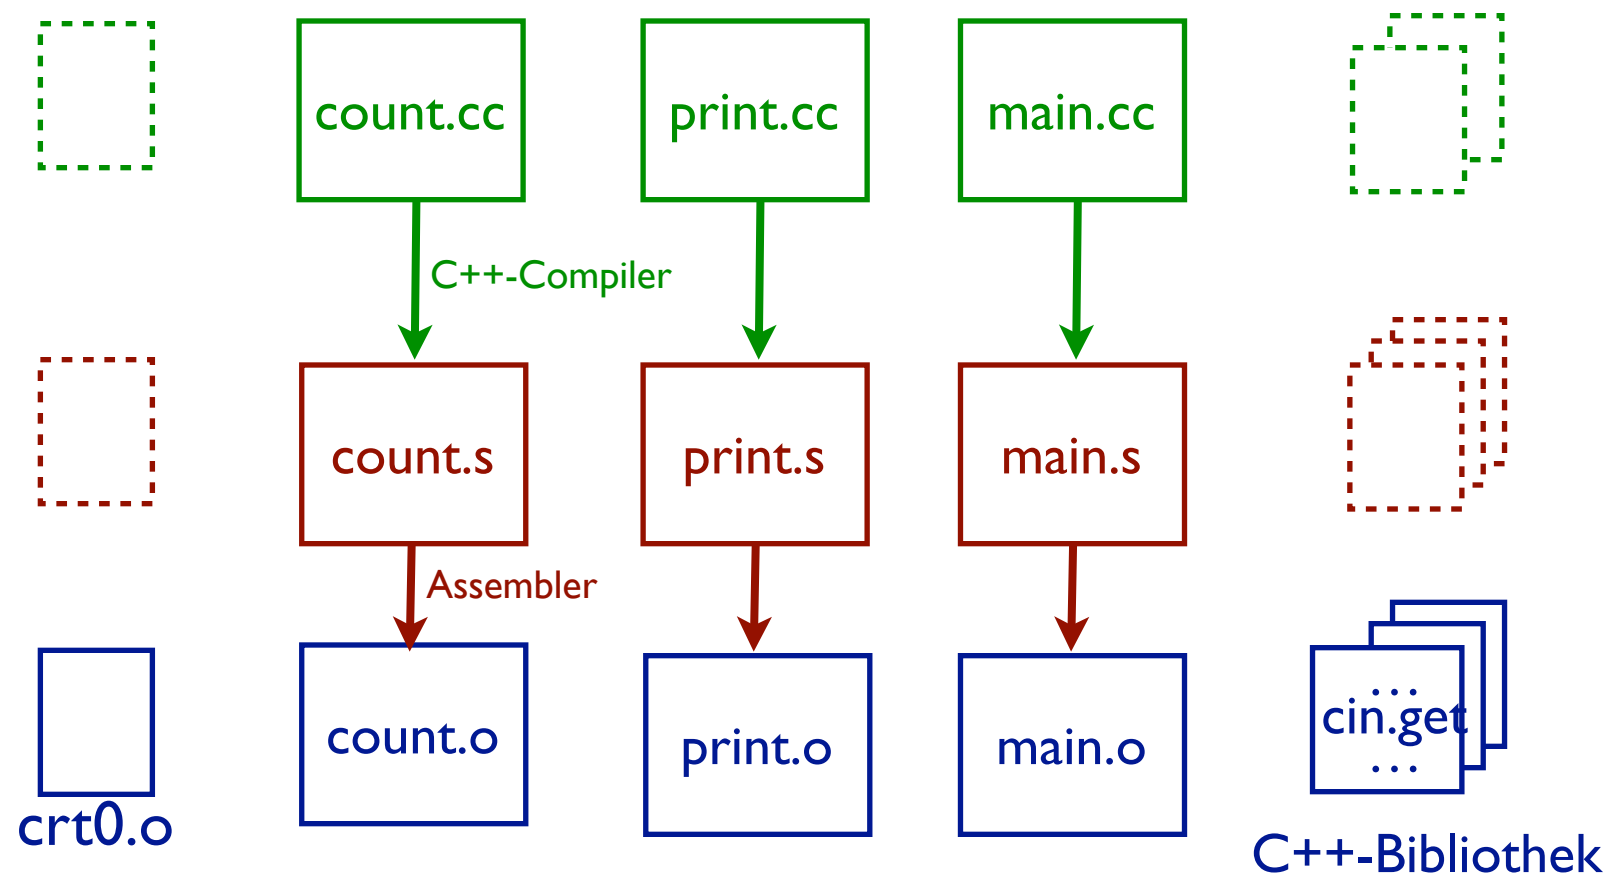 count.cc
print.cc
main.cc
C++-Compiler
count.s
print.s
main.s
Assembler
crt0.o
count.o
print.o
main.o
...
cin.get
...
C++-Bibliothek